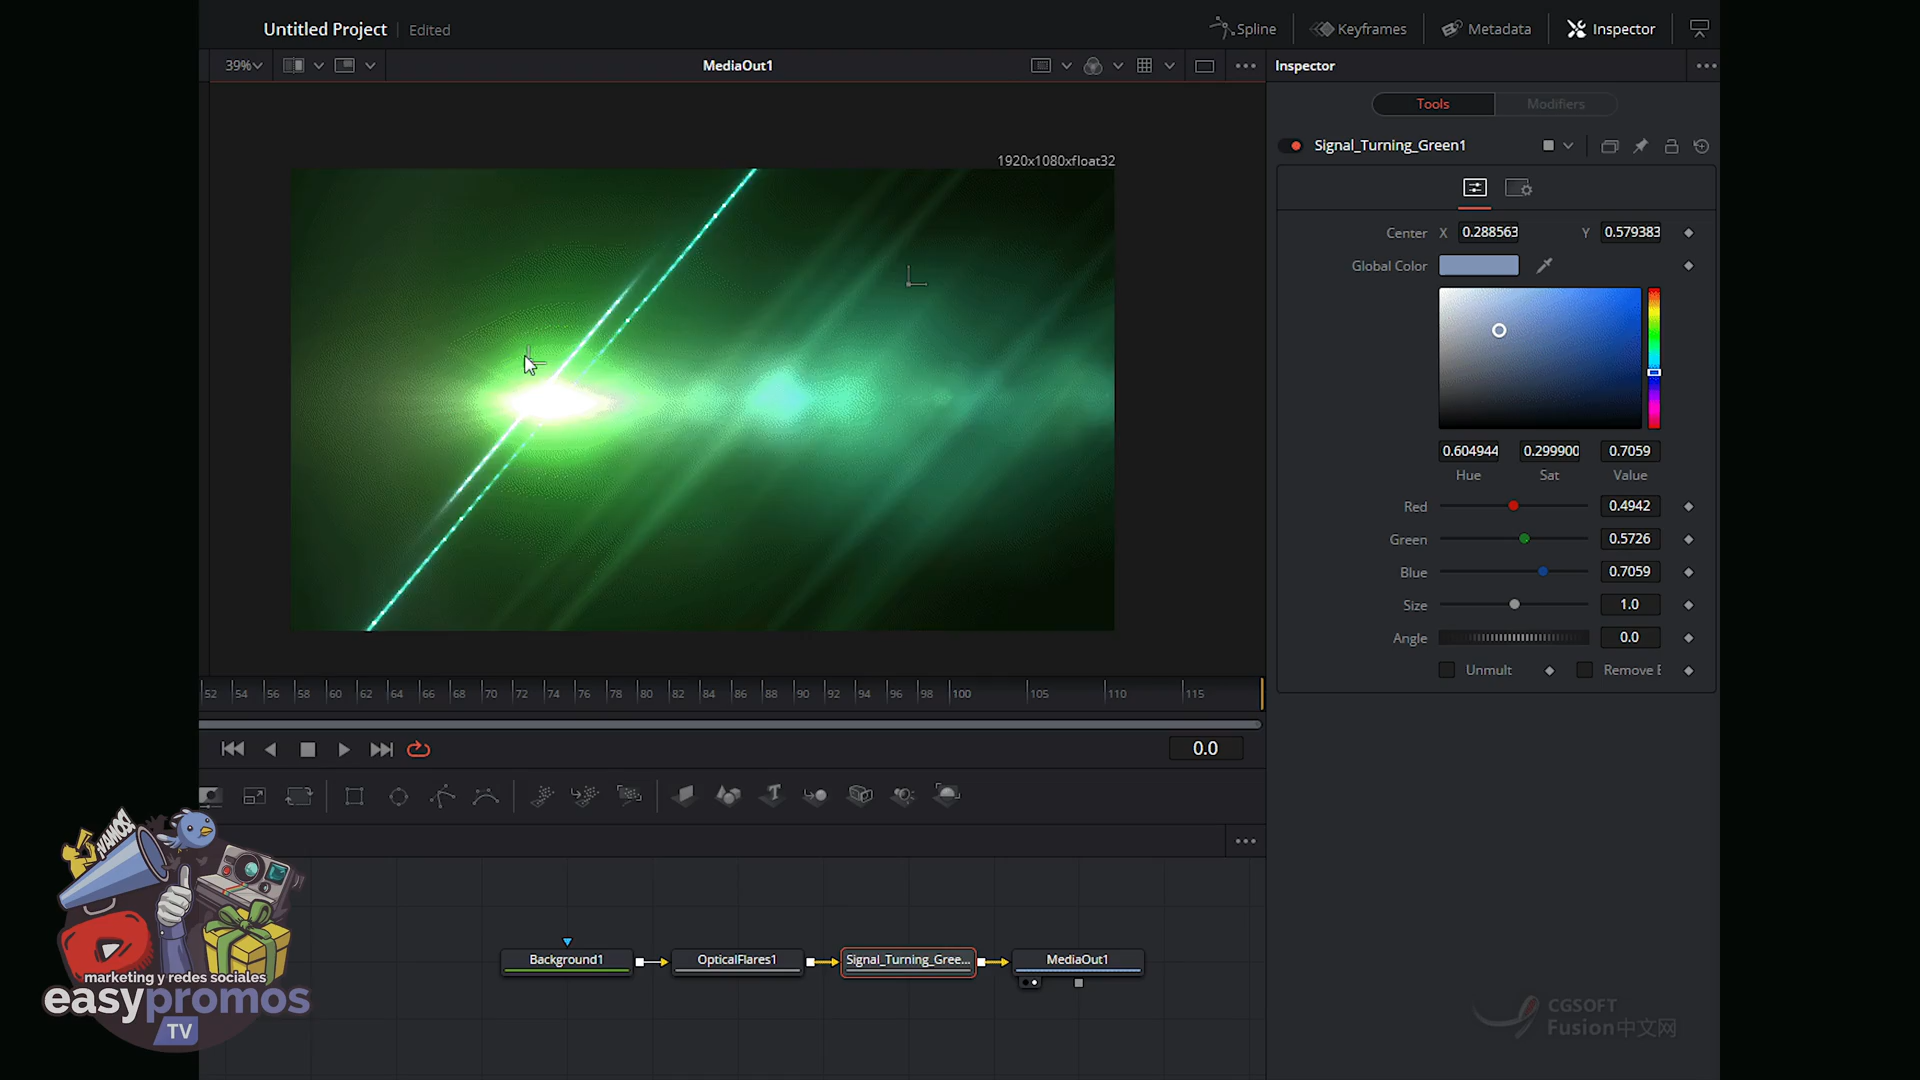 Untitled Project Edited
Spline Keyframes Metadata Inspector
39% MediaOut1 Inspector
Tools Modifiers
Signal_Turning_Green1
1920x1080xfloat32
Center X 0.288563 Y 0.579383
Global Color
0.604944 0.299900 0.7059
Hue Sat Value
Red 0.4942
Green 0.5726
Blue 0.7059
Size 1.0
Angle 0.0
Unmult Remove E
52 54 56 58 60 62 64 66 68 70 72 74 76 78 80 82 84 86 88 90 92 94 96 98 100 105 110 115
0.0
Background1 OpticalFlares1 Signal_Turning_Gree... MediaOut1
¡VAMOS!
marketing y redes sociales
easypromos
TV
CGSOFT
Fusion中文网